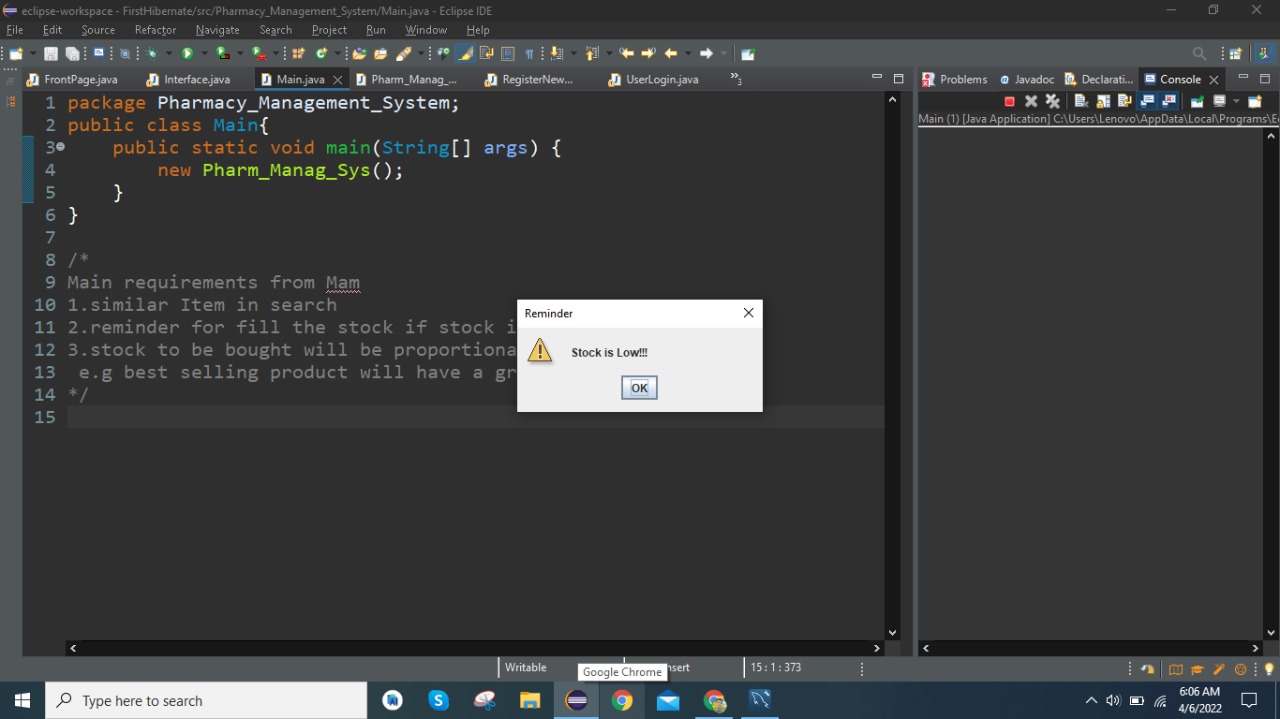 eclipse-workspace - FirstHibernate/src/Pharmacy_Management_System/Main.java - Eclipse IDE
File Edit Source Refactor Navigate Search Project Run Window Help
FrontPage.java Interface.java Main.java Pharm_Manag_... RegisterNew... UserLogin.java »3
Problems Javadoc Declarati... Console
Main (1) [Java Application] C:\Users\Lenovo\AppData\Local\Programs\E
1 package Pharmacy_Management_System;
2 public class Main{
3 public static void main(String[] args) {
4 new Pharm_Manag_Sys();
5 }
6 }
7
8 /*
9 Main requirements from Mam
10 1.similar Item in search
11 2.reminder for fill the stock if stock i
12 3.stock to be bought will be proportiona
13 e.g best selling product will have a gr
14 */
15
Reminder
Stock is Low!!!
OK
Writable nsert 15 : 1 : 373
Google Chrome
Type here to search
6:06 AM
4/6/2022